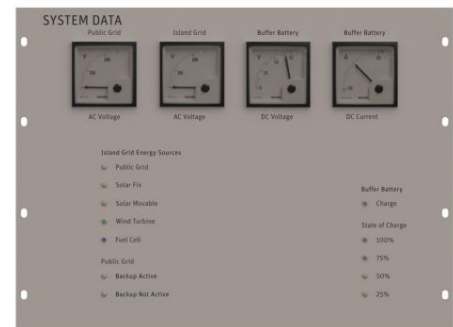 SYSTEM DATA
Public Grid
Island Grid
Buffer Battery
Buffer Battery
V
V
V
A
AC Voltage
AC Voltage
DC Voltage
DC Current
Island Grid Energy Sources
Public Grid
Solar Fix
Solar Movable
Wind Turbine
Fuel Cell
Public Grid
Backup Active
Backup Not Active
Buffer Battery
Charge
State of Charge
100%
75%
50%
25%